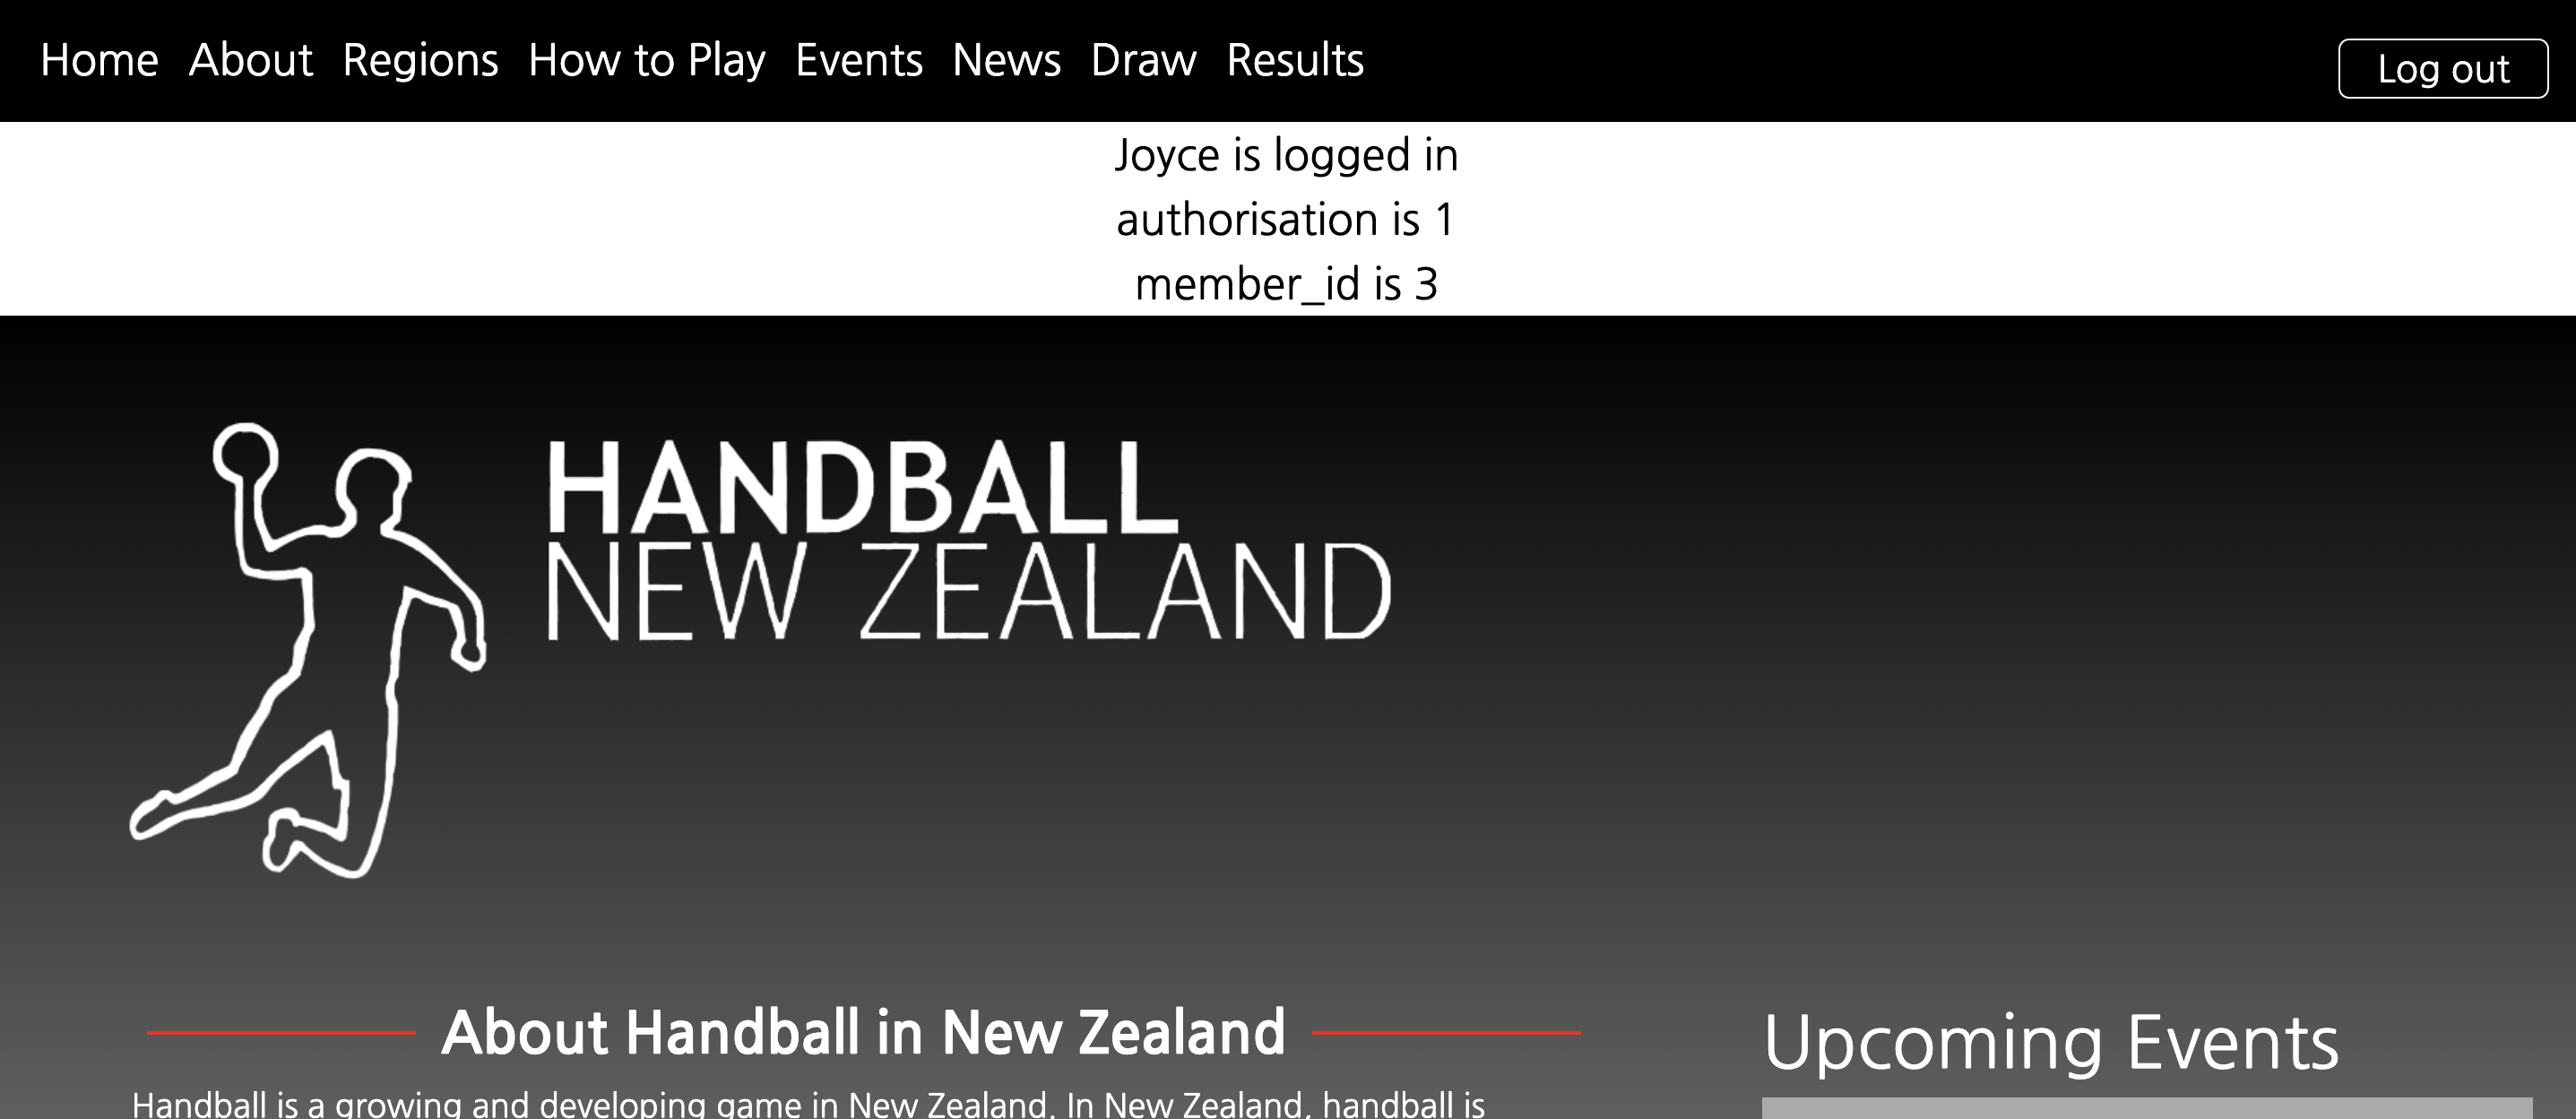 Home About Regions How to Play Events News Draw Results Log out
Joyce is logged in
authorisation is 1
member_id is 3
HANDBALL
NEW ZEALAND
About Handball in New Zealand
Upcoming Events
Handball is a growing and developing game in New Zealand. In New Zealand, handball is